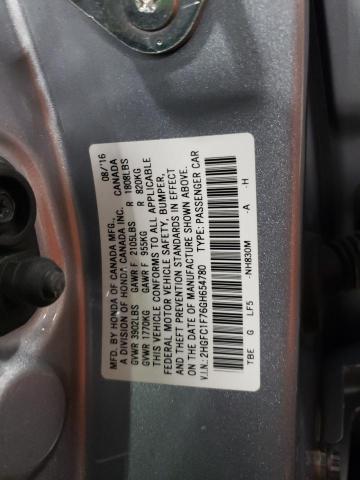 MFD. BY HONDA OF CANADA MFG., 08/'16
A DIVISION OF HONDA CANADA INC. CANADA
GVWR 3902LBS GAWR F 2105LBS R 1808LBS
GVWR 1770KG GAWR F 955KG R 820KG
THIS VEHICLE CONFORMS TO ALL APPLICABLE
FEDERAL MOTOR VEHICLE SAFETY, BUMPER,
AND THEFT PREVENTION STANDARDS IN EFFECT
ON THE DATE OF MANUFACTURE SHOWN ABOVE.
V.I.N.: 2HGFC1F76GH654780 TYPE: PASSENGER CAR
TBE G LF5 -NH830M -A -H